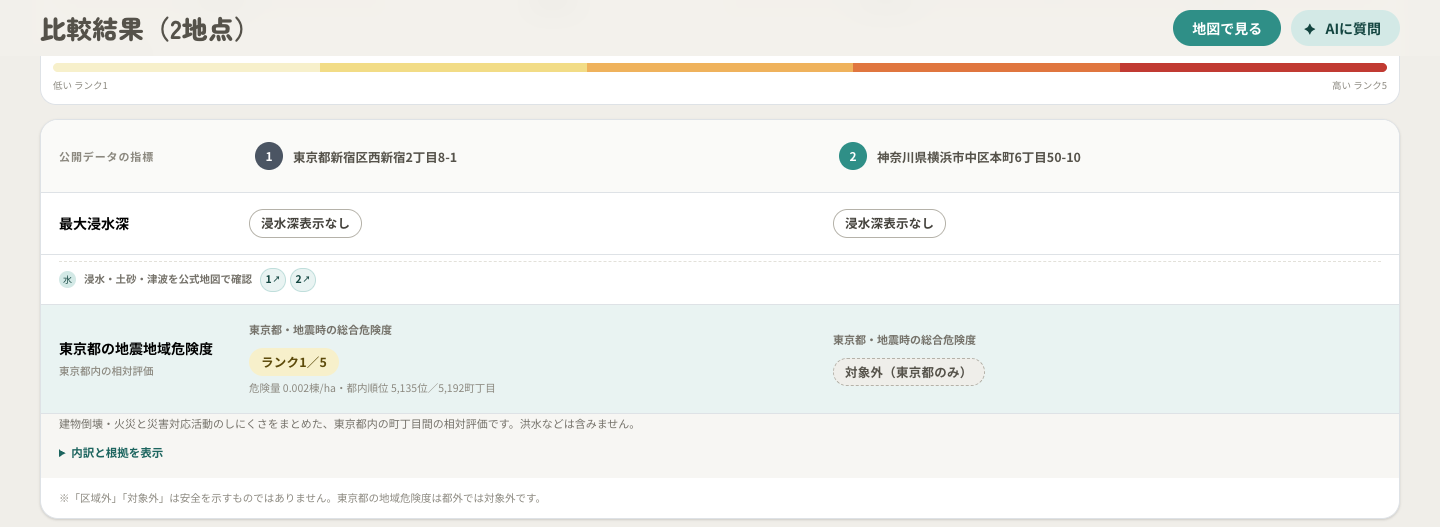 比較結果（2地点）
地図で見る
✦ AIに質問
低い ランク1
高い ランク5
公開データの指標
1 東京都新宿区西新宿2丁目8-1
2 神奈川県横浜市中区本町6丁目50-10
最大浸水深
浸水深表示なし
浸水深表示なし
水 浸水・土砂・津波を公式地図で確認 1↗ 2↗
東京都の地震地域危険度
東京都内の相対評価
東京都・地震時の総合危険度
ランク1／5
危険量 0.002棟/ha・都内順位 5,135位／5,192町丁目
東京都・地震時の総合危険度
対象外（東京都のみ）
建物倒壊・火災と災害対応活動のしにくさをまとめた、東京都内の町丁目間の相対評価です。洪水などは含みません。
▶ 内訳と根拠を表示
※「区域外」「対象外」は安全を示すものではありません。東京都の地域危険度は都外では対象外です。